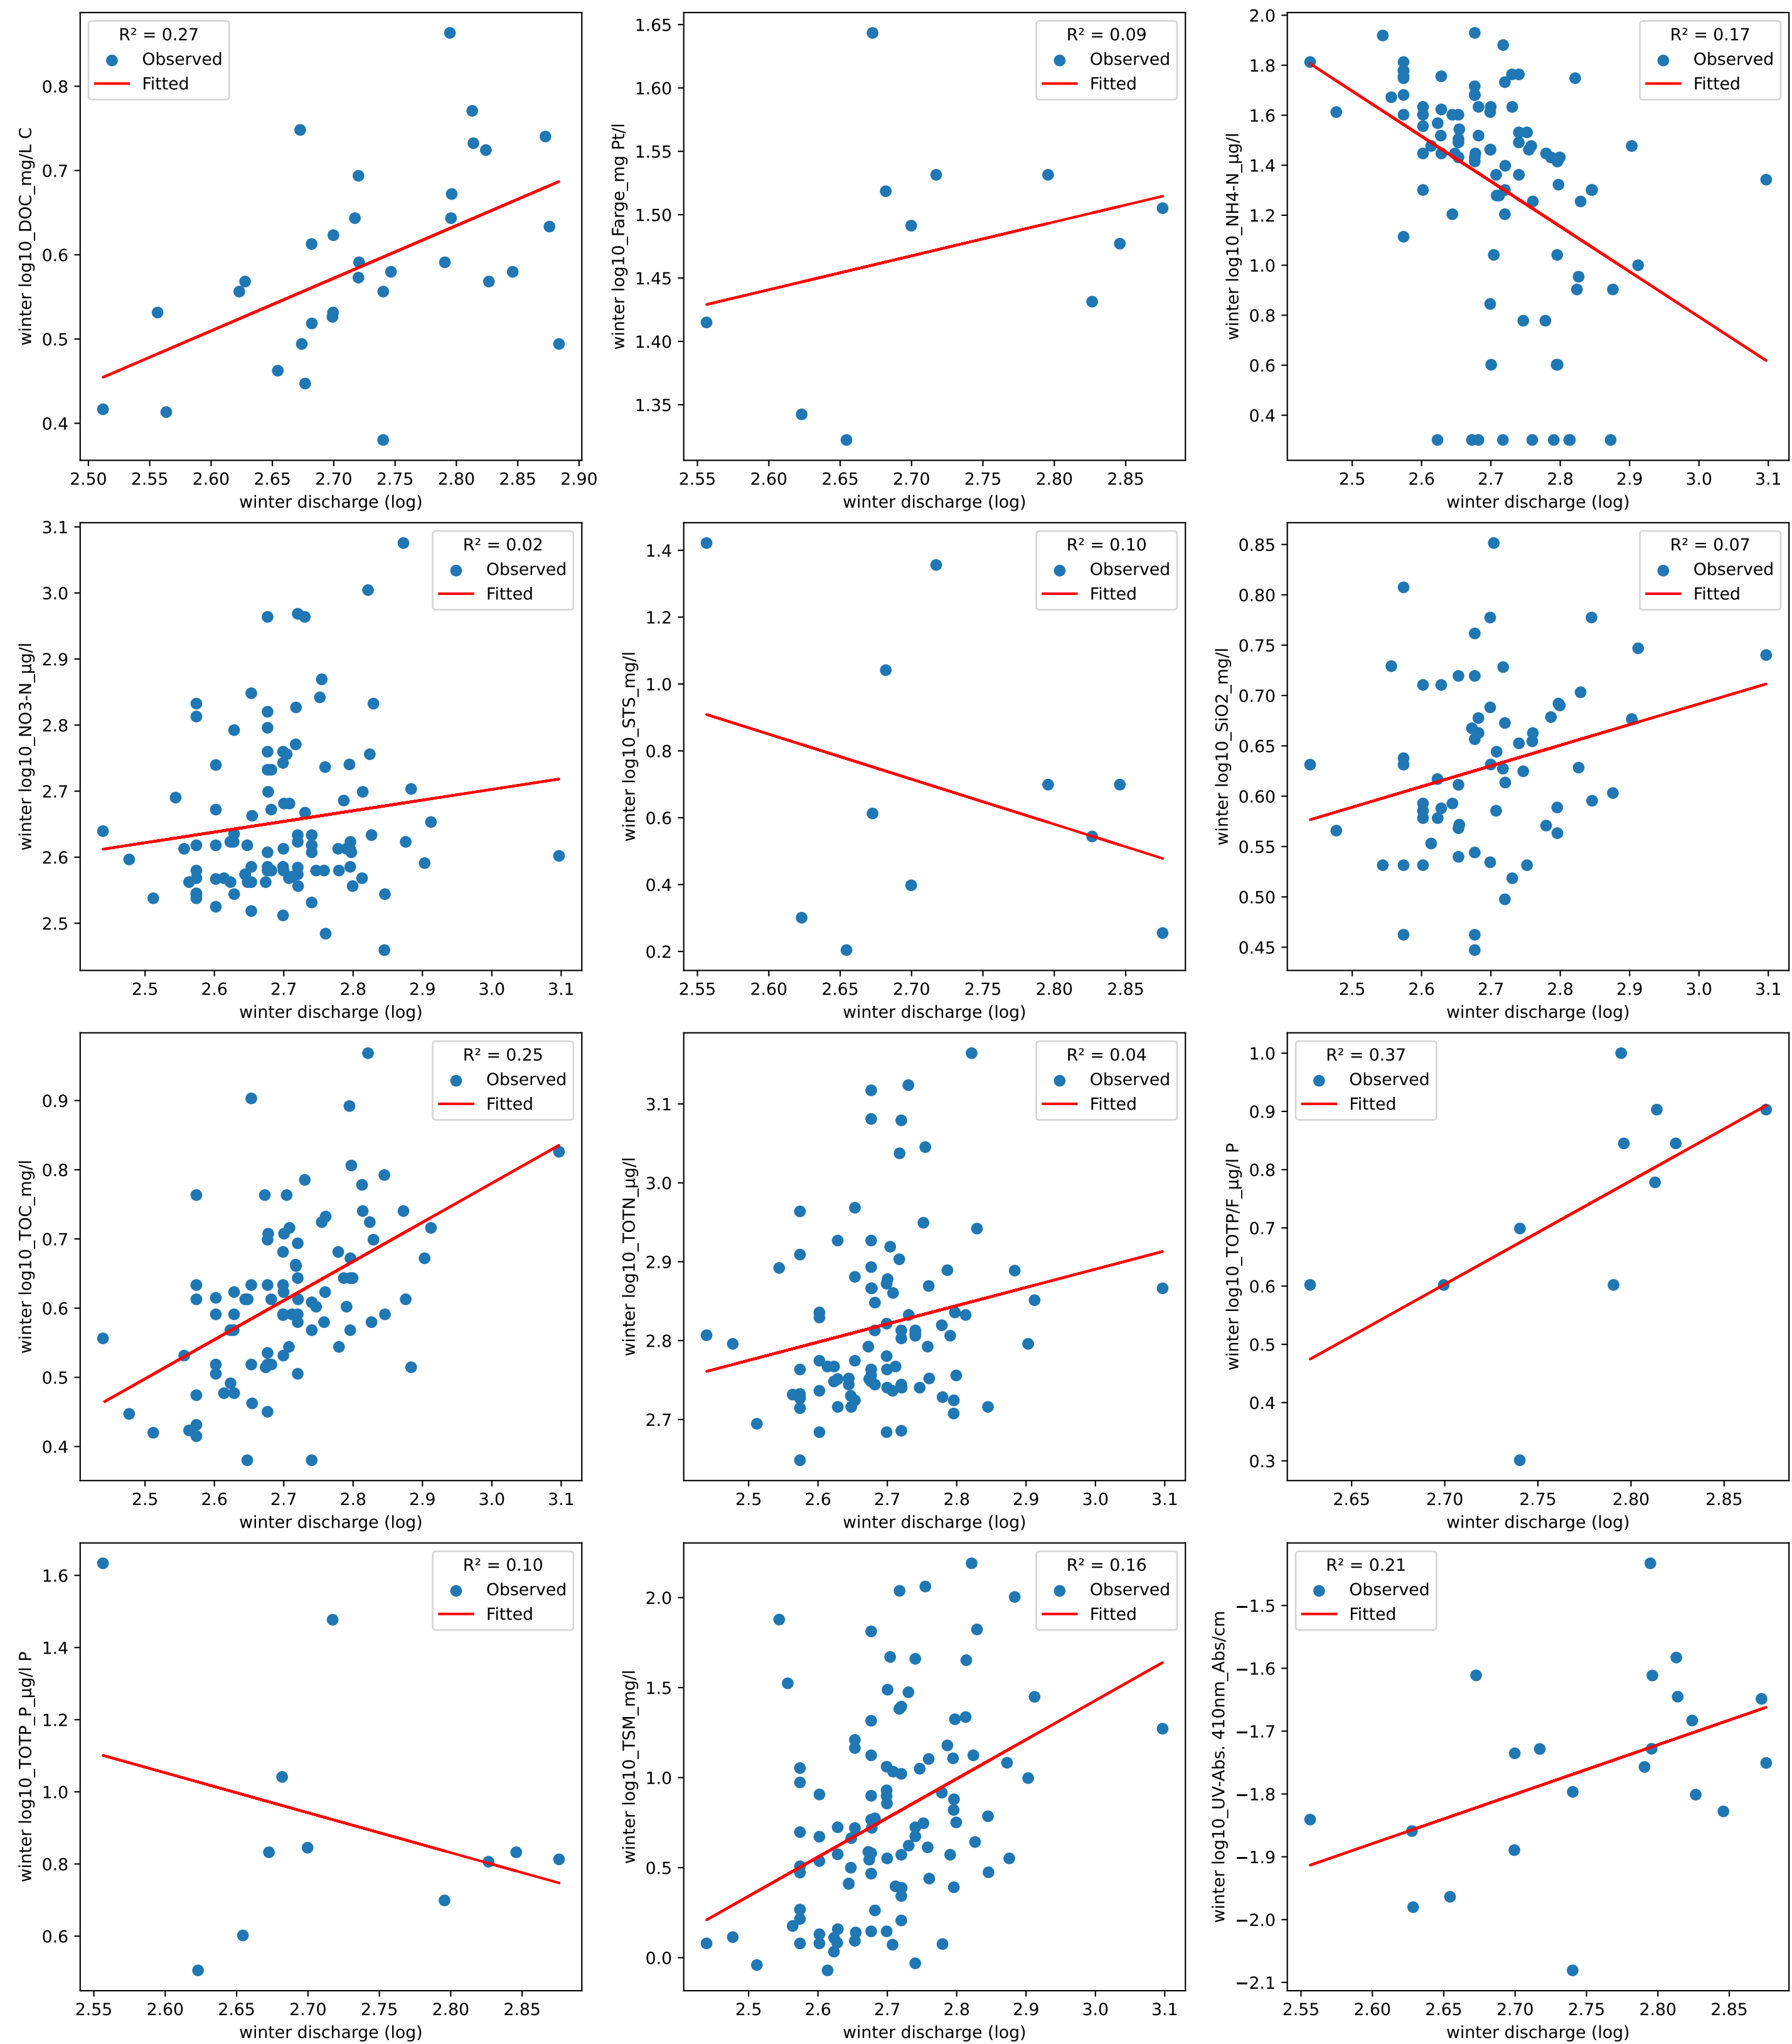 R² = 0.27
Observed
Fitted
winter log10_DOC_mg/L C
0.8
0.7
0.6
0.5
0.4
2.50 2.55 2.60 2.65 2.70 2.75 2.80 2.85 2.90
winter discharge (log)
R² = 0.09
Observed
Fitted
winter log10_Farge_mg Pt/l
1.65
1.60
1.55
1.50
1.45
1.40
1.35
2.55 2.60 2.65 2.70 2.75 2.80 2.85
winter discharge (log)
R² = 0.17
Observed
Fitted
winter log10_NH4-N_µg/l
2.0
1.8
1.6
1.4
1.2
1.0
0.8
0.6
0.4
2.5 2.6 2.7 2.8 2.9 3.0 3.1
winter discharge (log)
R² = 0.02
Observed
Fitted
winter log10_NO3-N_µg/l
3.1
3.0
2.9
2.8
2.7
2.6
2.5
2.5 2.6 2.7 2.8 2.9 3.0 3.1
winter discharge (log)
R² = 0.10
Observed
Fitted
winter log10_STS_mg/l
1.4
1.2
1.0
0.8
0.6
0.4
0.2
2.55 2.60 2.65 2.70 2.75 2.80 2.85
winter discharge (log)
R² = 0.07
Observed
Fitted
winter log10_SiO2_mg/l
0.85
0.80
0.75
0.70
0.65
0.60
0.55
0.50
0.45
2.5 2.6 2.7 2.8 2.9 3.0 3.1
winter discharge (log)
R² = 0.25
Observed
Fitted
winter log10_TOC_mg/l
0.9
0.8
0.7
0.6
0.5
0.4
2.5 2.6 2.7 2.8 2.9 3.0 3.1
winter discharge (log)
R² = 0.04
Observed
Fitted
winter log10_TOTN_µg/l
3.1
3.0
2.9
2.8
2.7
2.5 2.6 2.7 2.8 2.9 3.0 3.1
winter discharge (log)
R² = 0.37
Observed
Fitted
winter log10_TOTP/F_µg/l P
1.0
0.9
0.8
0.7
0.6
0.5
0.4
0.3
2.65 2.70 2.75 2.80 2.85
winter discharge (log)
R² = 0.10
Observed
Fitted
winter log10_TOTP_P_µg/l P
1.6
1.4
1.2
1.0
0.8
0.6
2.55 2.60 2.65 2.70 2.75 2.80 2.85
winter discharge (log)
R² = 0.16
Observed
Fitted
winter log10_TSM_mg/l
2.0
1.5
1.0
0.5
0.0
2.5 2.6 2.7 2.8 2.9 3.0 3.1
winter discharge (log)
R² = 0.21
Observed
Fitted
winter log10_UV-Abs. 410nm_Abs/cm
−1.5
−1.6
−1.7
−1.8
−1.9
−2.0
−2.1
2.55 2.60 2.65 2.70 2.75 2.80 2.85
winter discharge (log)